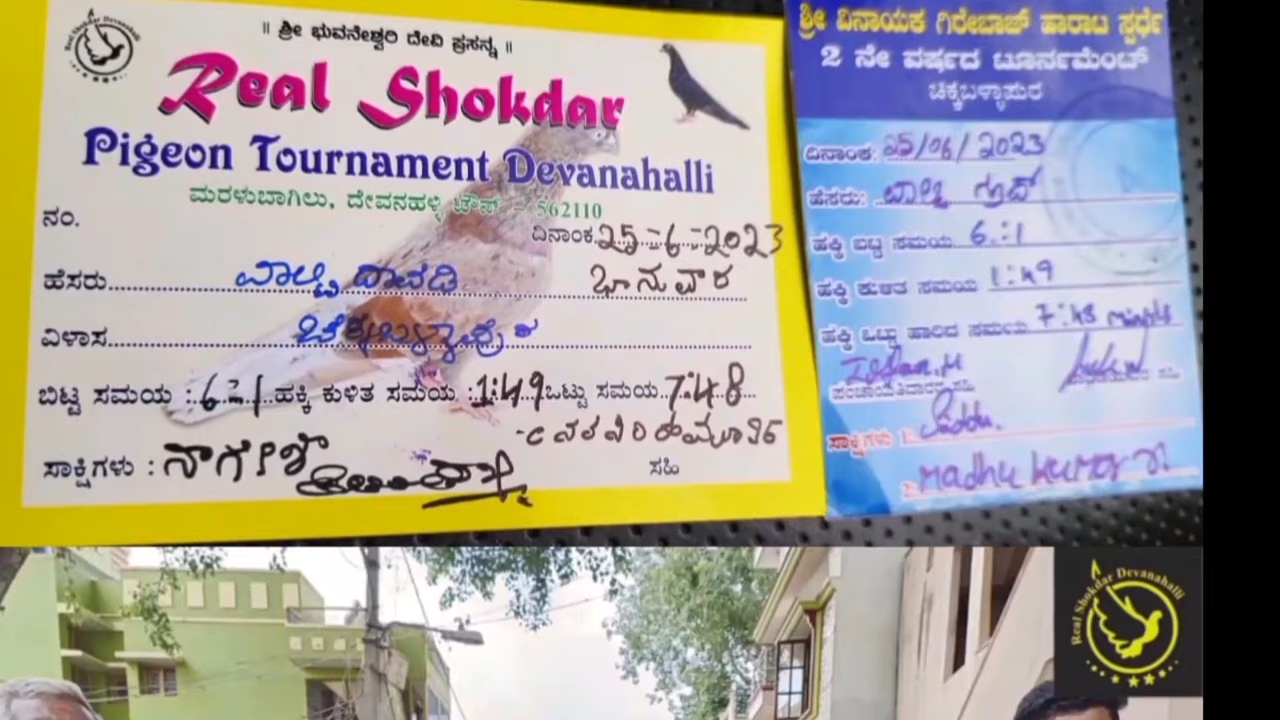 || ಶ್ರೀ ಭುವನೇಶ್ವರಿ ದೇವಿ ಪ್ರಸನ್ನ ||
Real Shokdar Devanahalli
Real Shokdar
Pigeon Tournament Devanahalli
ಮರಳುಬಾಗಿಲು, ದೇವನಹಳ್ಳಿ ಟೌನ್ - 562110
ನಂ.
ದಿನಾಂಕ 25-6-2023
ಹೆಸರು ಭಾನುವಾರ
ವಿಳಾಸ
ಬಿಟ್ಟ ಸಮಯ : 6-1 ಹಕ್ಕಿ ಕುಳಿತ ಸಮಯ : 1:49 ಒಟ್ಟು ಸಮಯ 7:48
ಸಾಕ್ಷಿಗಳು : ನಾಗೇಶ್ ಸಹಿ
ಶ್ರೀ ವಿನಾಯಕ ಗಿರೇಬಾಜ್ ಹಾರಾಟ ಸ್ಪರ್ಧೆ
2 ನೇ ವರ್ಷದ ಟೂರ್ನಮೆಂಟ್
ಚಿಕ್ಕಬಳ್ಳಾಪುರ
ದಿನಾಂಕ: 25/06/2023
ಹೆಸರು:
ಹಕ್ಕಿ ಬಿಟ್ಟ ಸಮಯ 6:1
ಹಕ್ಕಿ ಕುಳಿತ ಸಮಯ 1:49
ಹಕ್ಕಿ ಒಟ್ಟು ಹಾರಿದ ಸಮಯ 7:48
ಸಾಕ್ಷಿಗಳು 1. Siddu.
2. Madhu kumar
Real Shokdar Devanahalli